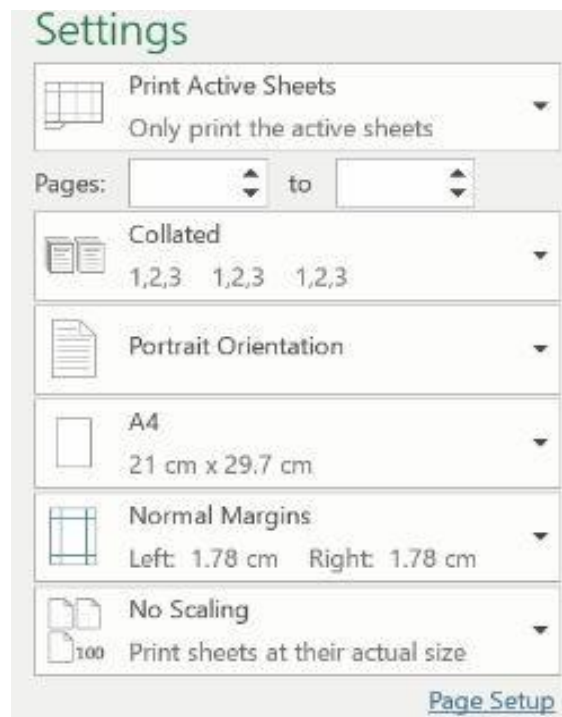 Settings
Print Active Sheets
Only print the active sheets
Pages: to
Collated
1,2,3 1,2,3 1,2,3
Portrait Orientation
A4
21 cm x 29.7 cm
Normal Margins
Left: 1.78 cm Right: 1.78 cm
No Scaling
100 Print sheets at their actual size
Page Setup